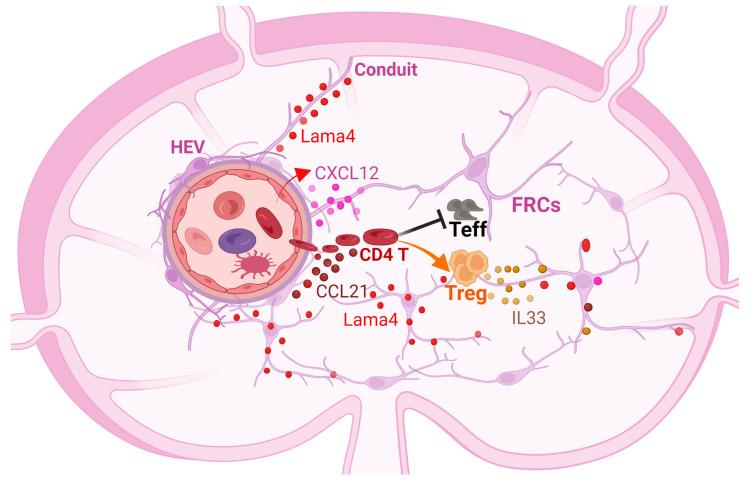 Conduit
Lama4
HEV
CXCL12
FRCs
Teff
CD4 T
CCL21
Treg
Lama4
IL33